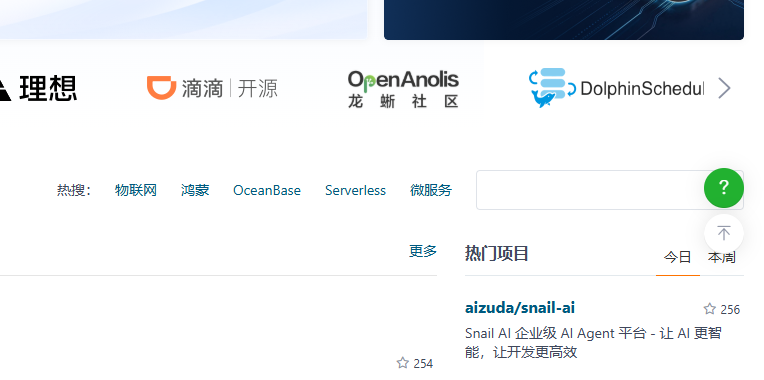 理想
滴滴 | 开源
OpenAnolis
龙蜥社区
DolphinSchedul
热搜： 物联网 鸿蒙 OceanBase Serverless 微服务
?
更多
热门项目 今日 本周
aizuda/snail-ai 256
Snail AI 企业级 AI Agent 平台 - 让 AI 更智
能，让开发更高效
254